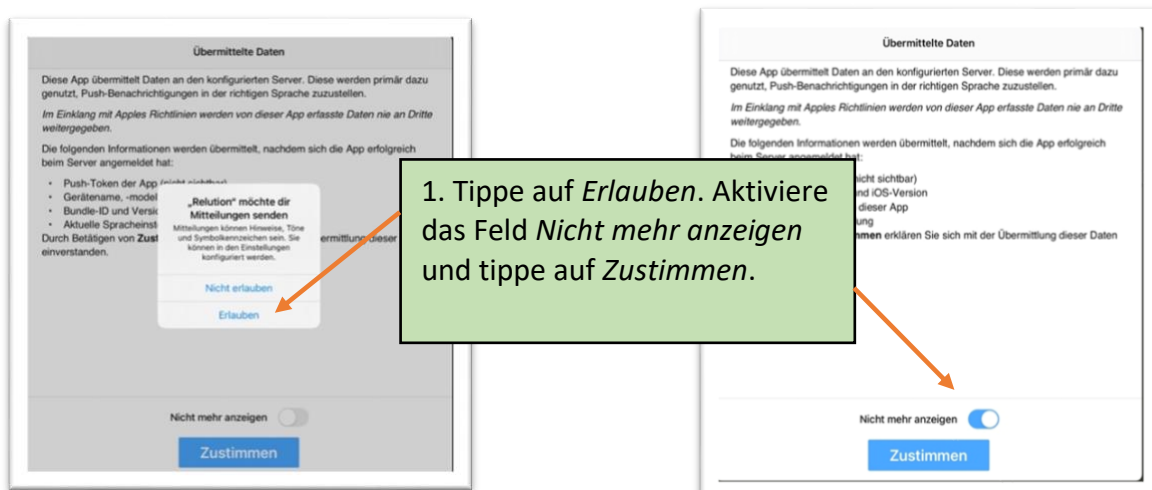 Übermittelte Daten
Diese App übermittelt Daten an den konfigurierten Server. Diese werden primär dazu
genutzt, Push-Benachrichtigungen in der richtigen Sprache zuzustellen.
Im Einklang mit Apples Richtlinien werden von dieser App erfasste Daten nie an Dritte
weitergegeben.
Die folgenden Informationen werden übermittelt, nachdem sich die App erfolgreich
beim Server angemeldet hat:
• Push-Token der App (nicht sichtbar)
• Gerätename, -model
• Bundle-ID und Versio
• Aktuelle Spracheinst
Durch Betätigen von Zust ermittlung dieser
einverstanden.
„Relution" möchte dir
Mitteilungen senden
Mitteilungen können Hinweise, Töne
und Symbolkennzeichen sein. Sie
können in den Einstellungen
konfiguriert werden.
Nicht erlauben
Erlauben
Nicht mehr anzeigen
Zustimmen
1. Tippe auf Erlauben. Aktiviere
das Feld Nicht mehr anzeigen
und tippe auf Zustimmen.
Übermittelte Daten
Diese App übermittelt Daten an den konfigurierten Server. Diese werden primär dazu
genutzt, Push-Benachrichtigungen in der richtigen Sprache zuzustellen.
Im Einklang mit Apples Richtlinien werden von dieser App erfasste Daten nie an Dritte
weitergegeben.
Die folgenden Informationen werden übermittelt, nachdem sich die App erfolgreich
beim Server angemeldet hat:
nicht sichtbar)
und iOS-Version
dieser App
ung
mmen erklären Sie sich mit der Übermittlung dieser Daten
Nicht mehr anzeigen
Zustimmen